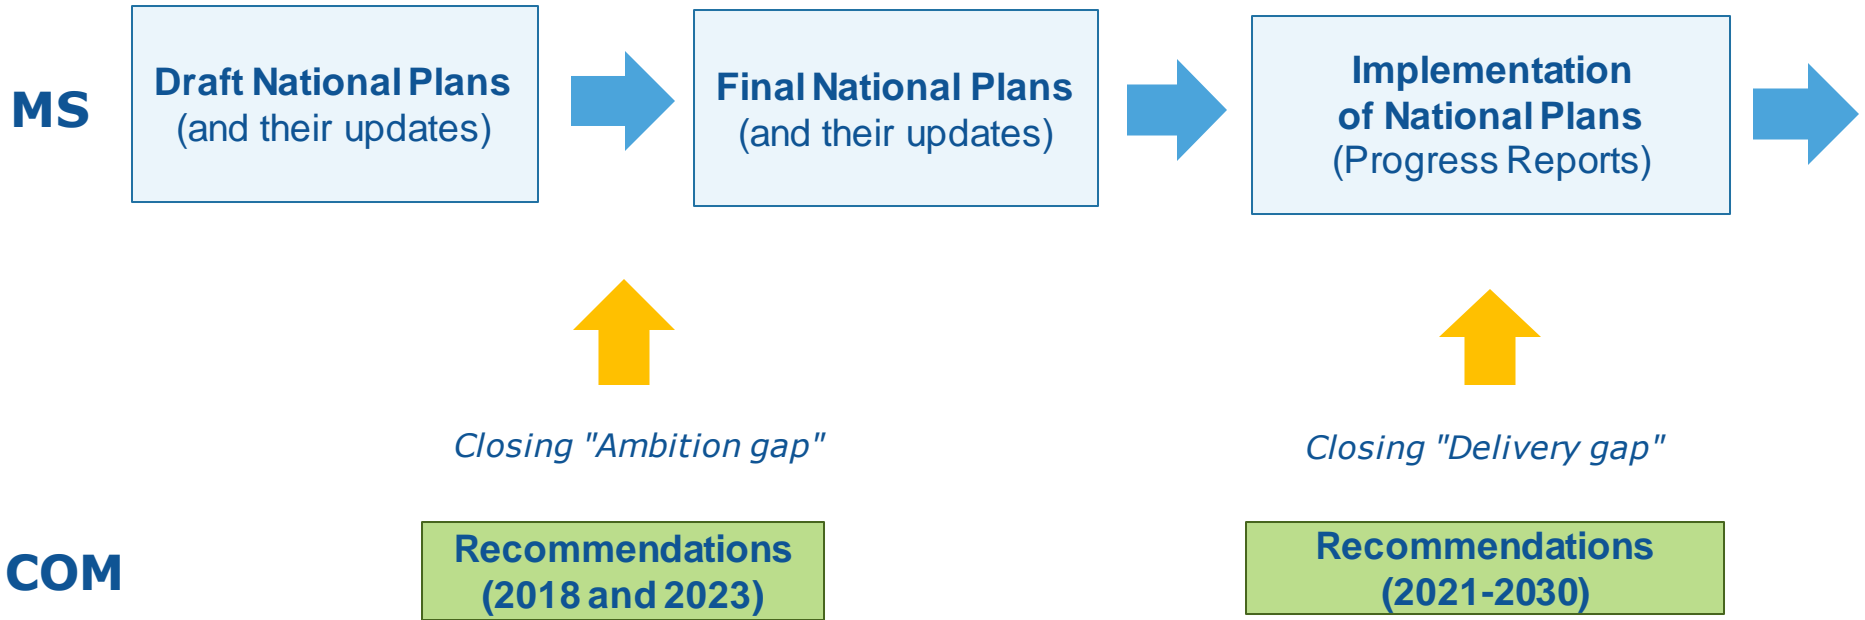 MS
Draft National Plans
(and their updates)
Final National Plans
(and their updates)
Implementation
of National Plans
(Progress Reports)
Closing "Ambition gap"
Closing "Delivery gap"
COM
Recommendations
(2018 and 2023)
Recommendations
(2021-2030)